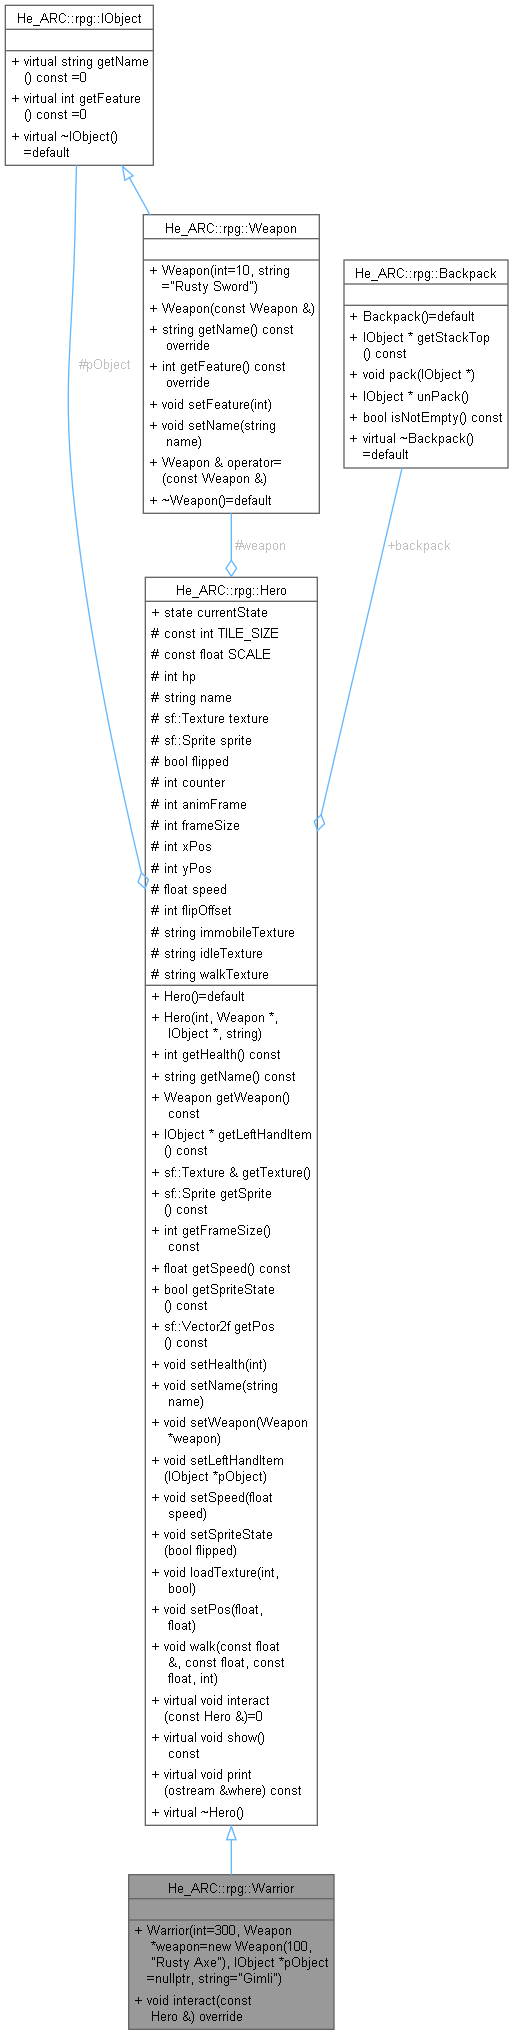 He_ARC::rpg::IObject
+ virtual string getName
() const =0
+ virtual int getFeature
() const =0
+ virtual ~IObject()
=default
He_ARC::rpg::Weapon
+ Weapon(int=10, string
="Rusty Sword")
+ Weapon(const Weapon &)
+ string getName() const
override
+ int getFeature() const
override
+ void setFeature(int)
+ void setName(string
name)
+ Weapon & operator=
(const Weapon &)
+ ~Weapon()=default
He_ARC::rpg::Backpack
+ Backpack()=default
+ IObject * getStackTop
() const
+ void pack(IObject *)
+ IObject * unPack()
+ bool isNotEmpty() const
+ virtual ~Backpack()
=default
#pObject
#weapon
+backpack
He_ARC::rpg::Hero
+ state currentState
# const int TILE_SIZE
# const float SCALE
# int hp
# string name
# sf::Texture texture
# sf::Sprite sprite
# bool flipped
# int counter
# int animFrame
# int frameSize
# int xPos
# int yPos
# float speed
# int flipOffset
# string immobileTexture
# string idleTexture
# string walkTexture
+ Hero()=default
+ Hero(int, Weapon *,
IObject *, string)
+ int getHealth() const
+ string getName() const
+ Weapon getWeapon()
const
+ IObject * getLeftHandItem
() const
+ sf::Texture & getTexture()
+ sf::Sprite getSprite
() const
+ int getFrameSize()
const
+ float getSpeed() const
+ bool getSpriteState
() const
+ sf::Vector2f getPos
() const
+ void setHealth(int)
+ void setName(string
name)
+ void setWeapon(Weapon
*weapon)
+ void setLeftHandItem
(IObject *pObject)
+ void setSpeed(float
speed)
+ void setSpriteState
(bool flipped)
+ void loadTexture(int,
bool)
+ void setPos(float,
float)
+ void walk(const float
&, const float, const
float, int)
+ virtual void interact
(const Hero &)=0
+ virtual void show()
const
+ virtual void print
(ostream &where) const
+ virtual ~Hero()
He_ARC::rpg::Warrior
+ Warrior(int=300, Weapon
*weapon=new Weapon(100,
"Rusty Axe"), IObject *pObject
=nullptr, string="Gimli")
+ void interact(const
Hero &) override